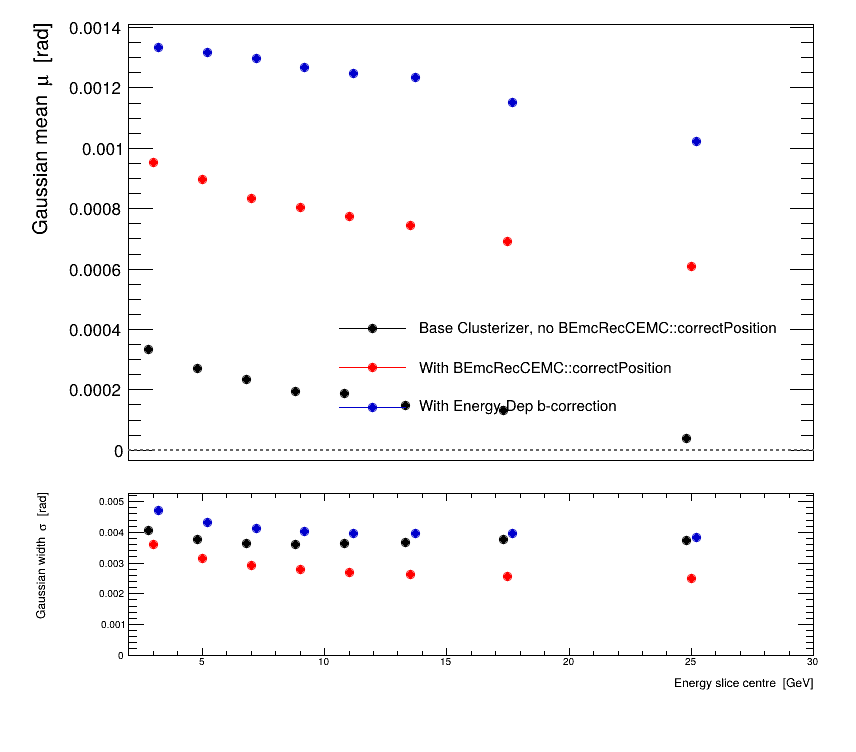 Gaussian mean μ [rad]
0.0014
0.0012
0.001
0.0008
0.0006
0.0004
0.0002
0
Base Clusterizer, no BEmcRecCEMC::correctPosition
With BEmcRecCEMC::correctPosition
With Energy-Dep b-correction
Gaussian width σ [rad]
0.005
0.004
0.003
0.002
0.001
0
5 10 15 20 25 30
Energy slice centre [GeV]